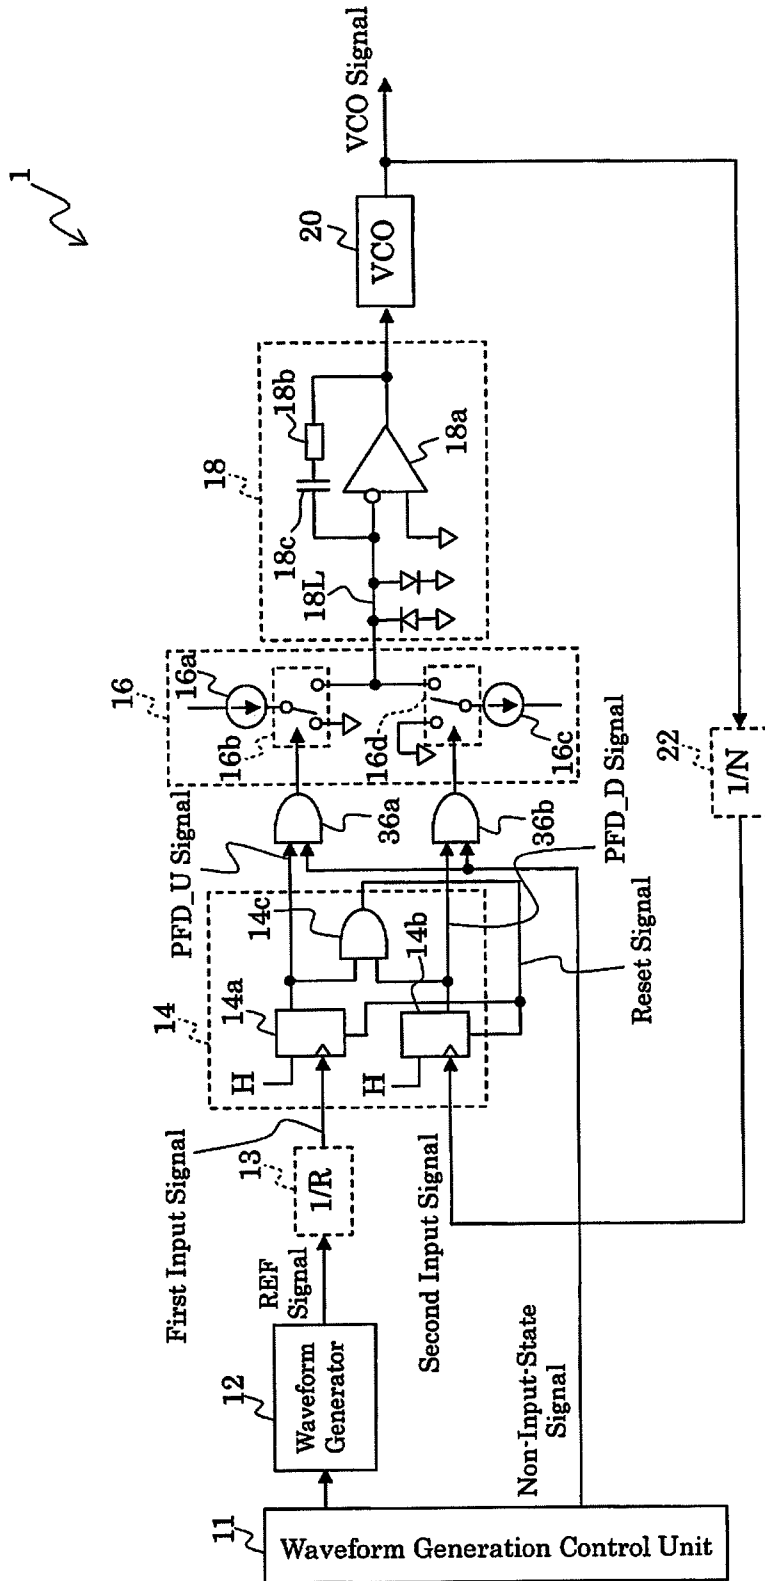 1
11
Waveform Generation Control Unit
12
Waveform
Generator
REF
Signal
First Input Signal
13
1/R
Second Input Signal
Non-Input-State
Signal
14
H
14a
H
14b
14c
PFD_U Signal
PFD_D Signal
Reset Signal
36a
36b
16
16a
16b
16d
16c
18
18L
18c
18b
18a
20
VCO
VCO Signal
22
1/N